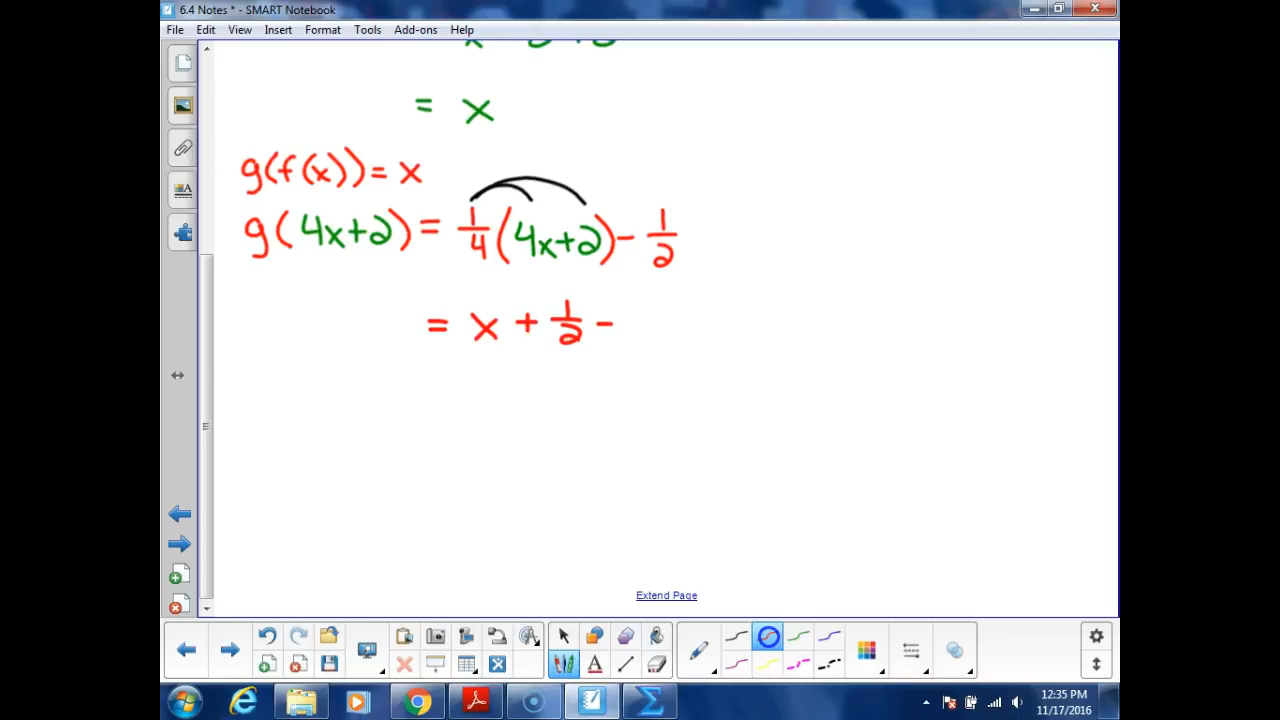 6.4 Notes * - SMART Notebook
File Edit View Insert Format Tools Add-ons Help
= x
g(f(x)) = x
g(4x+2) = 1/4(4x+2) - 1/2
= x + 1/2 -
Extend Page
12:35 PM
11/17/2016